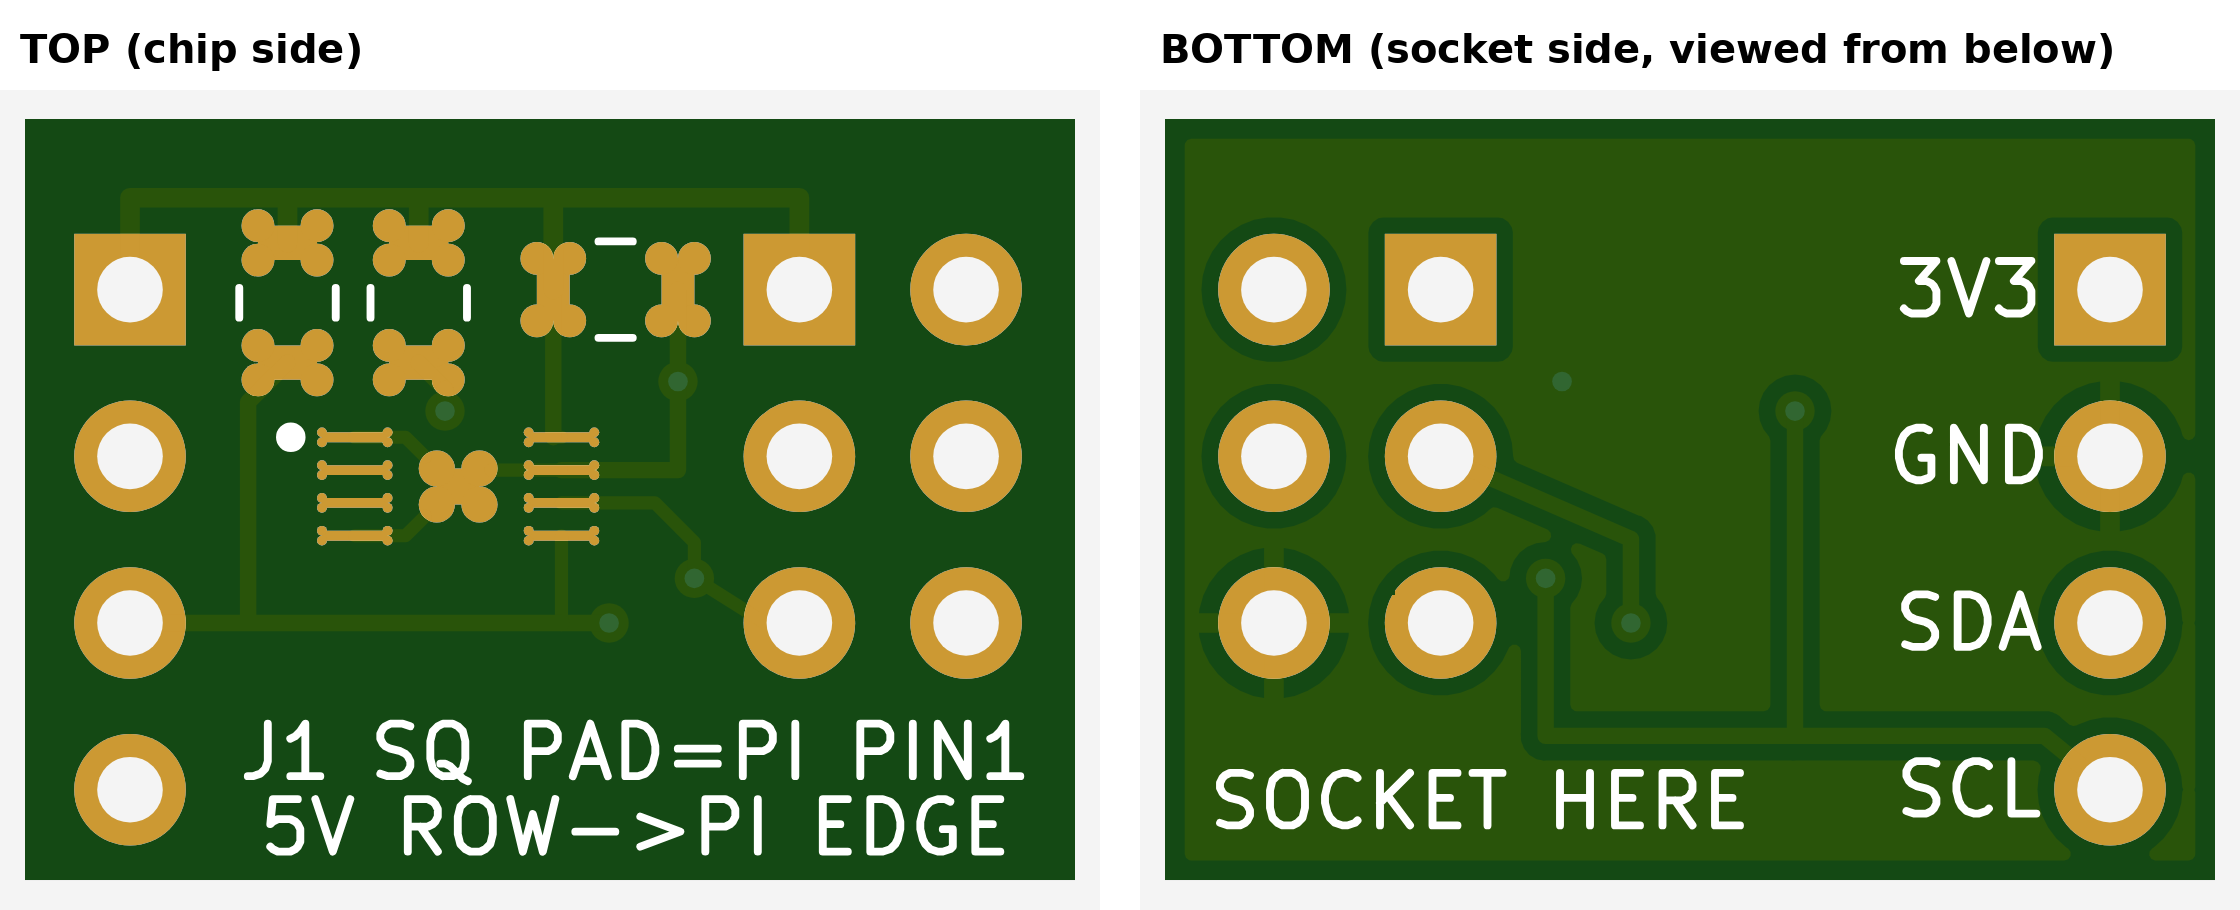 TOP (chip side)
J1 SQ PAD=PI PIN1
5V ROW->PI EDGE
BOTTOM (socket side, viewed from below)
3V3
GND
SDA
SCL
SOCKET HERE